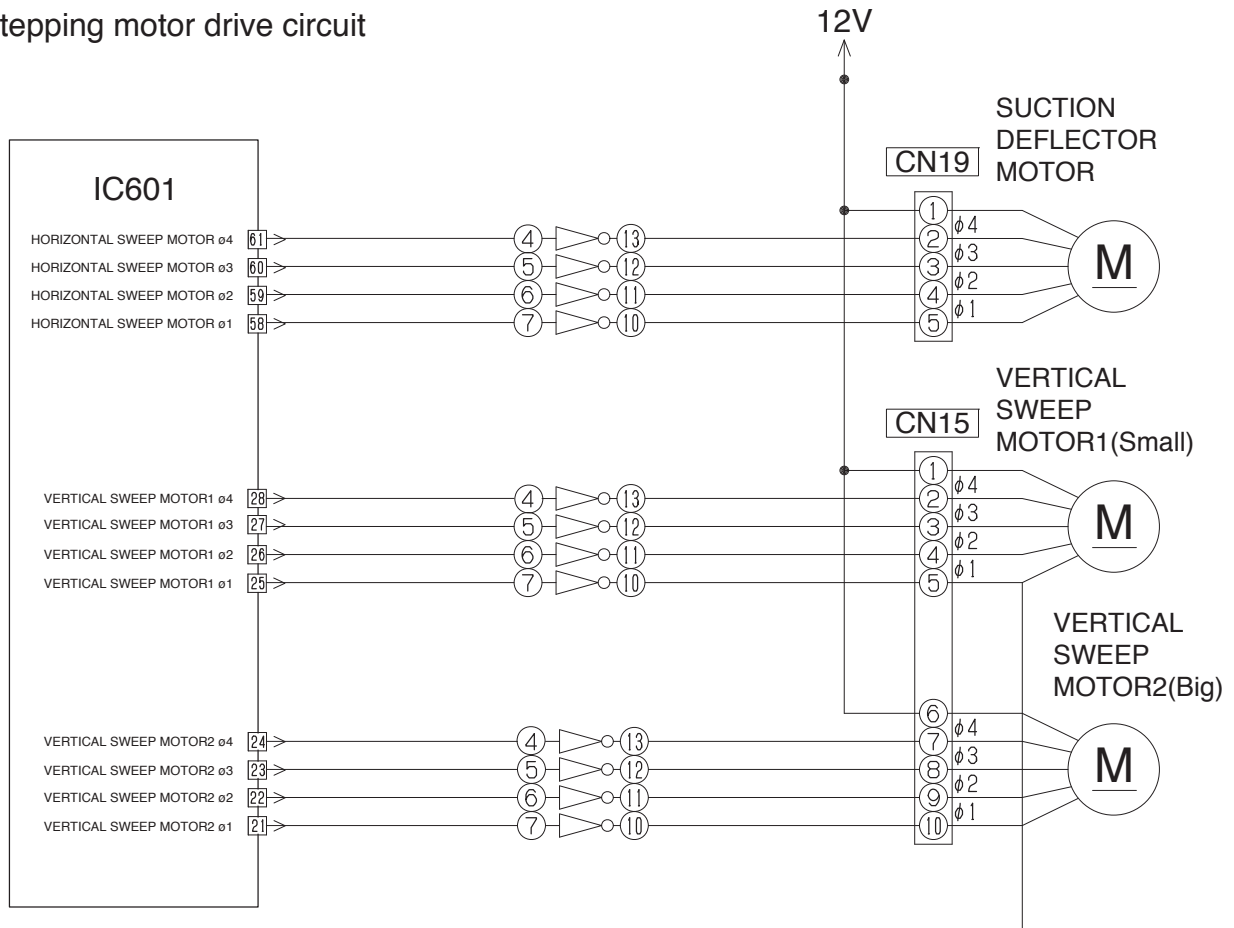 tepping motor drive circuit
12V
SUCTION
DEFLECTOR
MOTOR
CN19
IC601
HORIZONTAL SWEEP MOTOR ø4 61 4 13 1 2 ϕ4
HORIZONTAL SWEEP MOTOR ø3 60 5 12 3 ϕ3
HORIZONTAL SWEEP MOTOR ø2 59 6 11 4 ϕ2
HORIZONTAL SWEEP MOTOR ø1 58 7 10 5 ϕ1
M
VERTICAL
SWEEP
MOTOR1(Small)
CN15
VERTICAL SWEEP MOTOR1 ø4 28 4 13 1 2 ϕ4
VERTICAL SWEEP MOTOR1 ø3 27 5 12 3 ϕ3
VERTICAL SWEEP MOTOR1 ø2 26 6 11 4 ϕ2
VERTICAL SWEEP MOTOR1 ø1 25 7 10 5 ϕ1
M
VERTICAL
SWEEP
MOTOR2(Big)
VERTICAL SWEEP MOTOR2 ø4 24 4 13 6 7 ϕ4
VERTICAL SWEEP MOTOR2 ø3 23 5 12 8 ϕ3
VERTICAL SWEEP MOTOR2 ø2 22 6 11 9 ϕ2
VERTICAL SWEEP MOTOR2 ø1 21 7 10 10 ϕ1
M